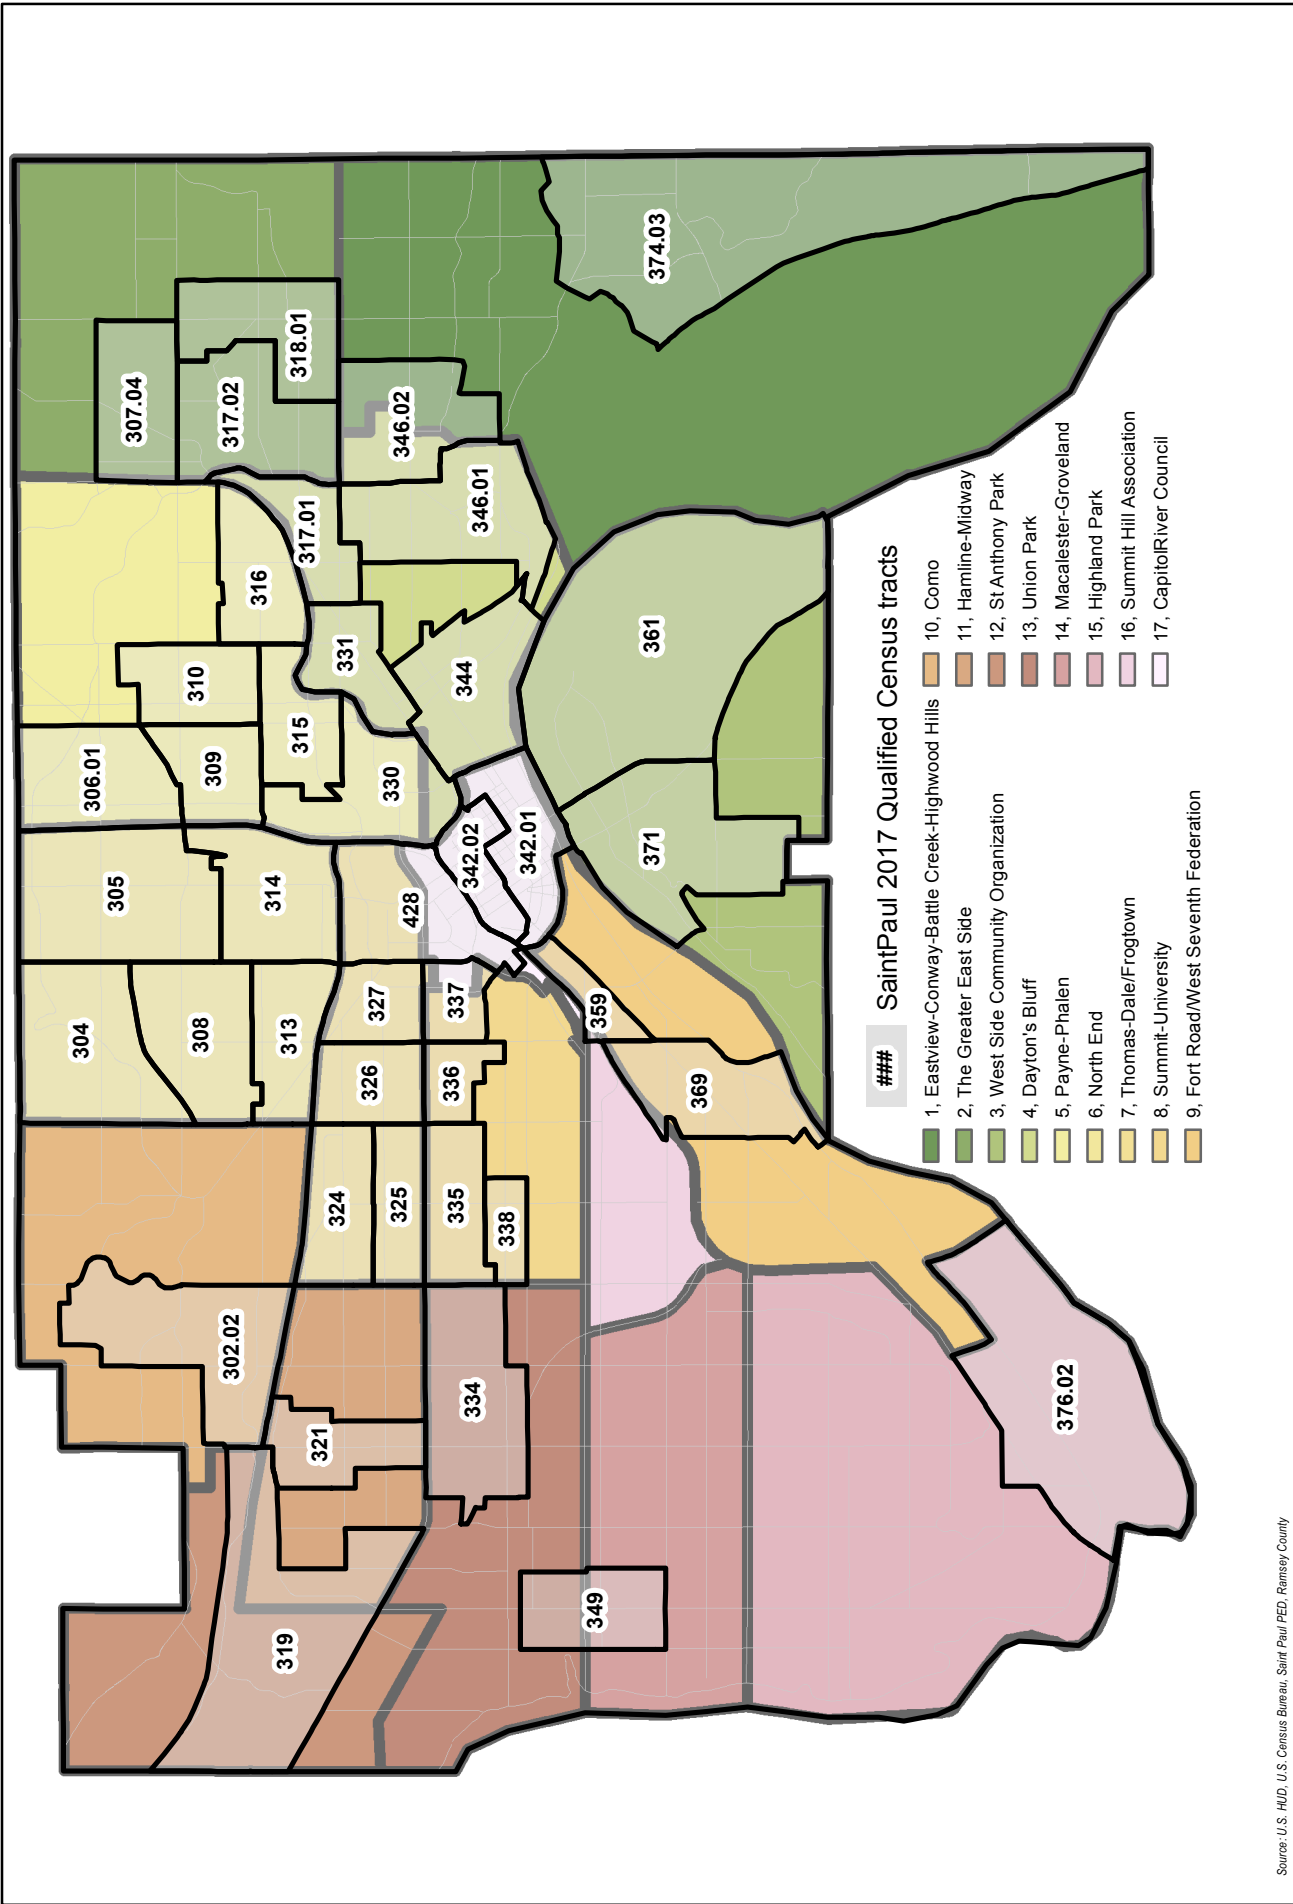 374.03
307.04
318.01
317.02
346.02
317.01
346.01
316
361
331
310
344
315
306.01
309
330
342.02
342.01
371
305
314
428
304
308
313
327
337
359
326
336
369
324
325
335
338
302.02
334
321
376.02
319
349
### SaintPaul 2017 Qualified Census tracts
1, Eastview-Conway-Battle Creek-Highwood Hills
2, The Greater East Side
3, West Side Community Organization
4, Dayton's Bluff
5, Payne-Phalen
6, North End
7, Thomas-Dale/Frogtown
8, Summit-University
9, Fort Road/West Seventh Federation
10, Como
11, Hamline-Midway
12, St Anthony Park
13, Union Park
14, Macalester-Groveland
15, Highland Park
16, Summit Hill Association
17, CapitolRiver Council
Source: U.S. HUD, U.S. Census Bureau, Saint Paul PED, Ramsey County